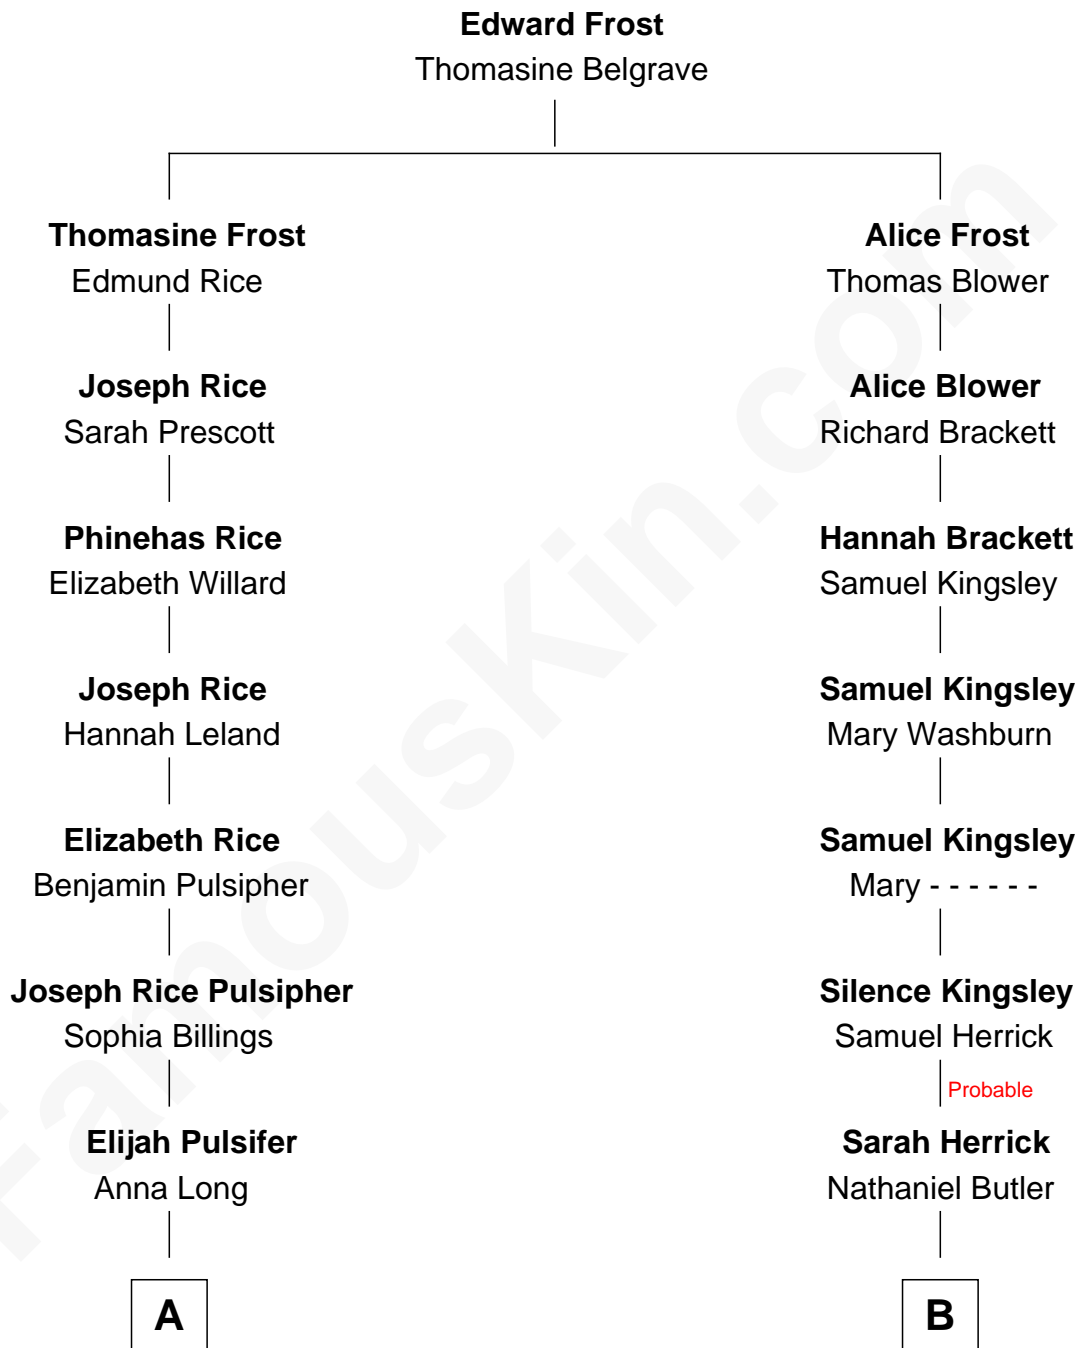 Edward Frost
Thomasine Belgrave
Thomasine Frost
Edmund Rice
Alice Frost
Thomas Blower
Joseph Rice
Sarah Prescott
Alice Blower
Richard Brackett
Phinehas Rice
Elizabeth Willard
Hannah Brackett
Samuel Kingsley
Joseph Rice
Hannah Leland
Samuel Kingsley
Mary Washburn
Elizabeth Rice
Benjamin Pulsipher
Samuel Kingsley
Mary - - - - - -
Joseph Rice Pulsipher
Sophia Billings
Silence Kingsley
Samuel Herrick
Probable
Elijah Pulsifer
Anna Long
Sarah Herrick
Nathaniel Butler
A
B
FamousKin.com